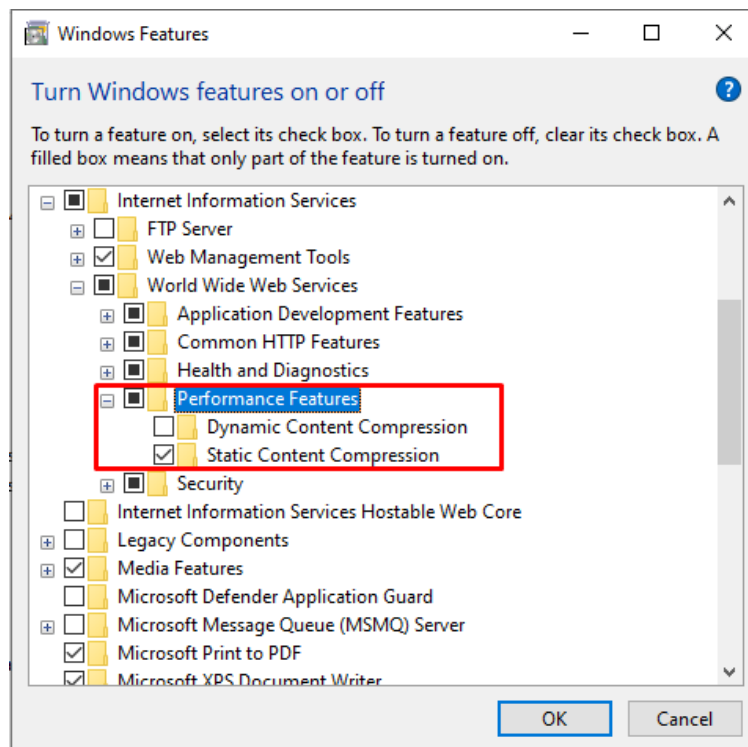 Windows Features
Turn Windows features on or off
?
To turn a feature on, select its check box. To turn a feature off, clear its check box. A
filled box means that only part of the feature is turned on.
Internet Information Services
FTP Server
Web Management Tools
World Wide Web Services
Application Development Features
Common HTTP Features
Health and Diagnostics
Performance Features
Dynamic Content Compression
Static Content Compression
Security
Internet Information Services Hostable Web Core
Legacy Components
Media Features
Microsoft Defender Application Guard
Microsoft Message Queue (MSMQ) Server
Microsoft Print to PDF
Microsoft XPS Document Writer
OK
Cancel